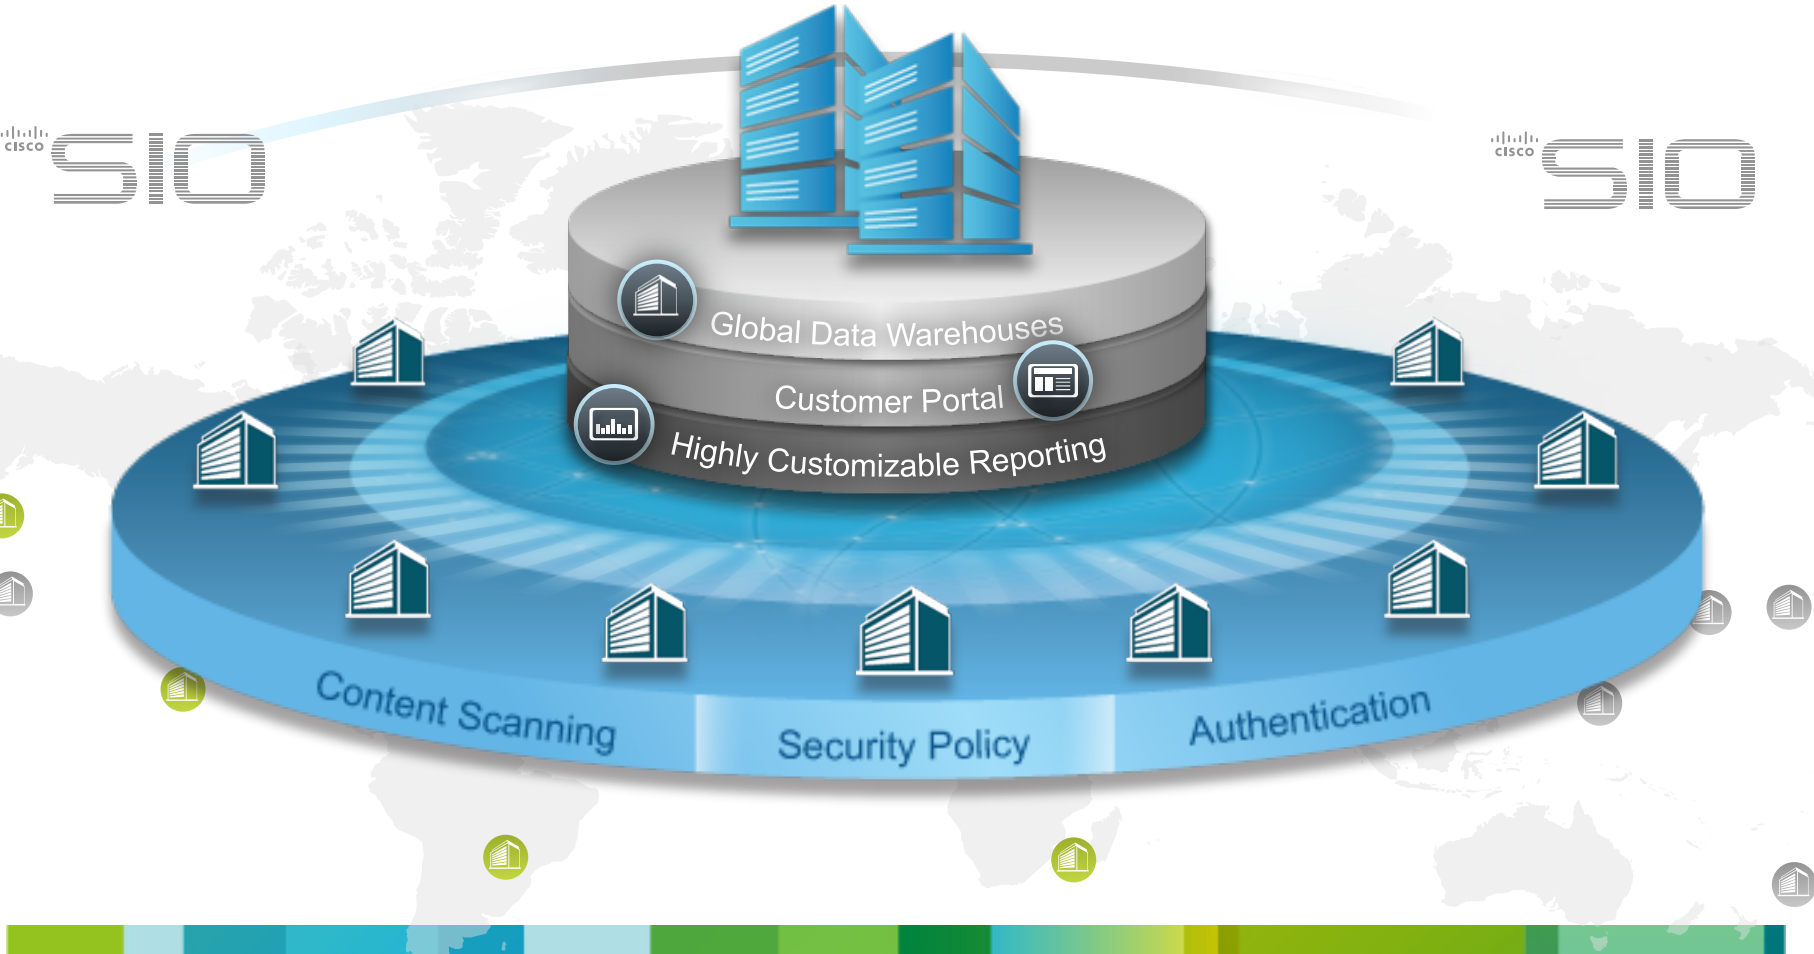 CISCO
SIO
CISCO
SIO
Global Data Warehouses
Customer Portal
Highly Customizable Reporting
Content Scanning
Security Policy
Authentication